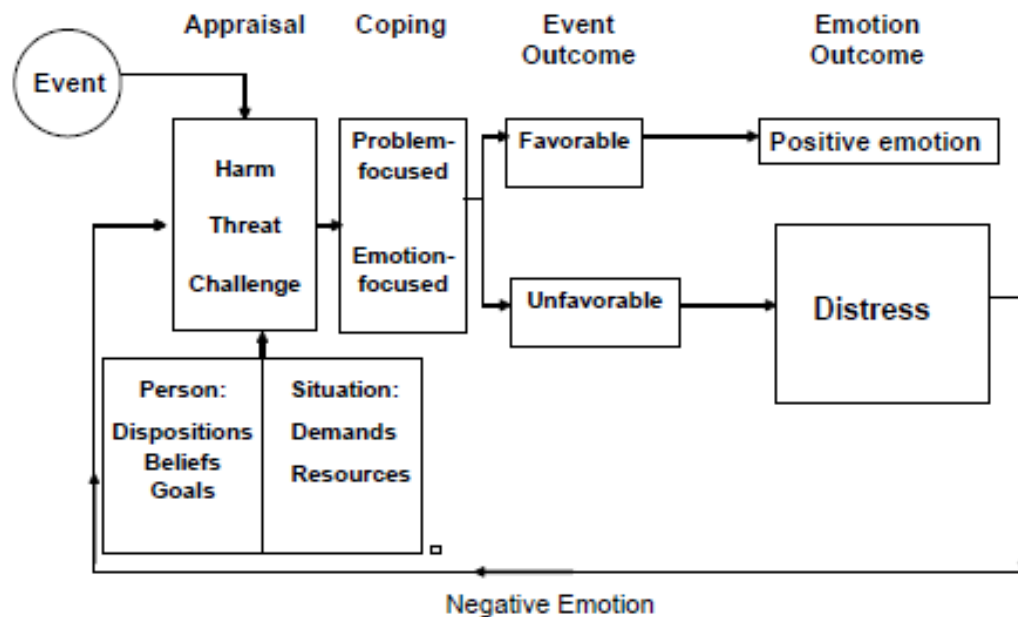 Appraisal
Coping
Event
Outcome
Emotion
Outcome
Event
Harm
Threat
Challenge
Problem-
focused
Emotion-
focused
Favorable
Unfavorable
Positive emotion
Distress
Person:
Dispositions
Beliefs
Goals
Situation:
Demands
Resources
Negative Emotion